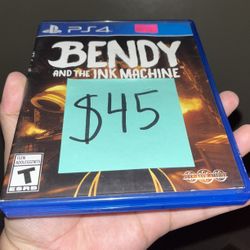 PS4
BENDY
AND THE INK MACHINE
$45
TEEN
T
ESRB